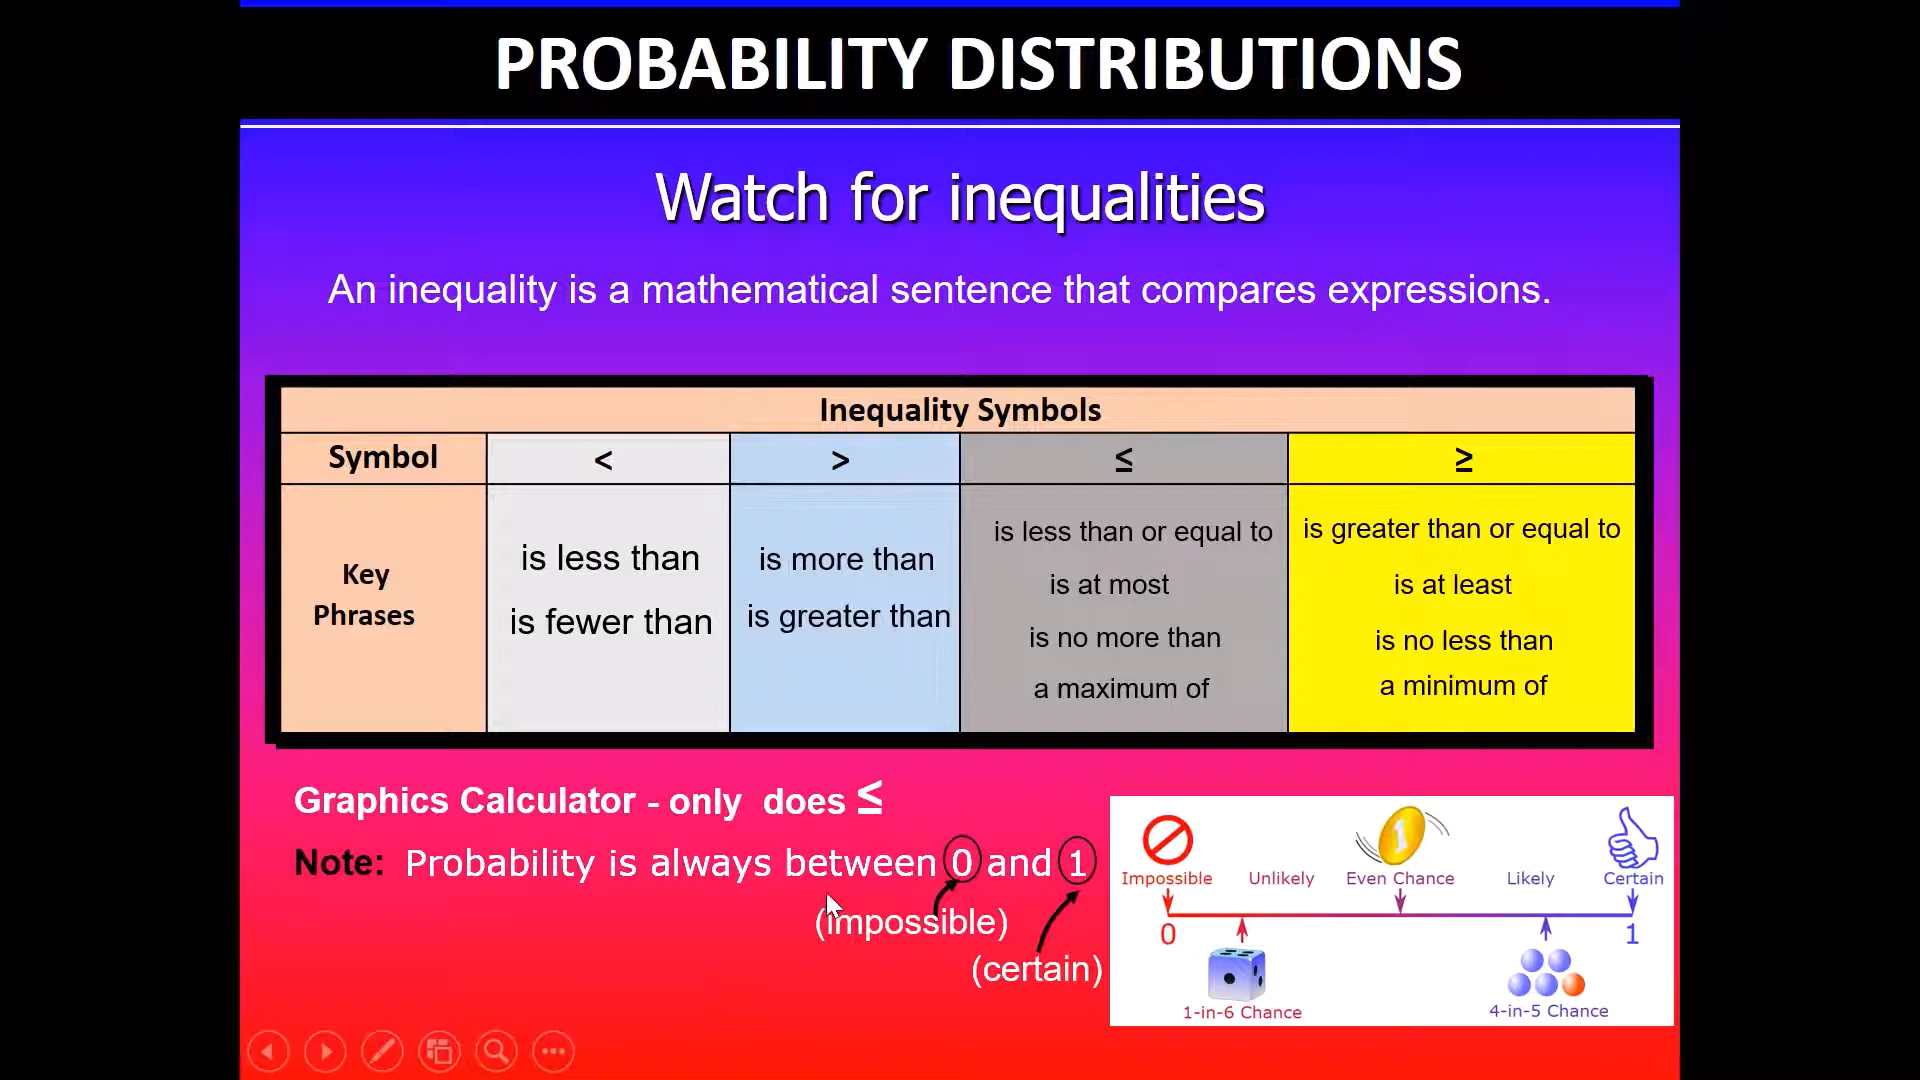 PROBABILITY DISTRIBUTIONS
Watch for inequalities
An inequality is a mathematical sentence that compares expressions.
Inequality Symbols
Symbol < > ≤ ≥
Key
Phrases
is less than
is fewer than
is more than
is greater than
is less than or equal to
is at most
is no more than
a maximum of
is greater than or equal to
is at least
is no less than
a minimum of
Graphics Calculator - only does ≤
Note: Probability is always between 0 and 1
(impossible)
(certain)
1
Impossible Unlikely Even Chance Likely Certain
0 1
1-in-6 Chance 4-in-5 Chance